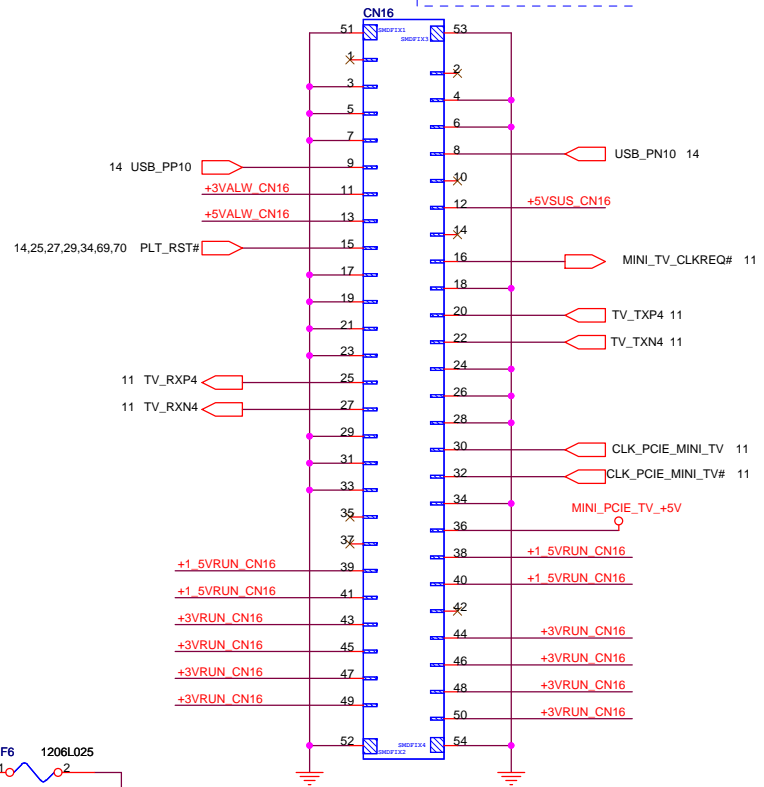 CN16
51 SMDFIX1 SMDFIX3 53
1
2
3
4
5
6
7
14 USB_PP10 9
8 USB_PN10 14
+3VALW_CN16 11
10
+5VALW_CN16 13
12 +5VSUS_CN16
14,25,27,29,34,69,70 PLT_RST# 15
14
16 MINI_TV_CLKREQ# 11
17
18
19
20 TV_TXP4 11
21
22 TV_TXN4 11
23
24
11 TV_RXP4 25
26
11 TV_RXN4 27
28
29
30 CLK_PCIE_MINI_TV 11
31
32 CLK_PCIE_MINI_TV# 11
33
34
MINI_PCIE_TV_+5V
35
36
37
38 +1_5VRUN_CN16
+1_5VRUN_CN16 39
40 +1_5VRUN_CN16
+1_5VRUN_CN16 41
42
+3VRUN_CN16 43
44 +3VRUN_CN16
+3VRUN_CN16 45
46 +3VRUN_CN16
+3VRUN_CN16 47
48 +3VRUN_CN16
+3VRUN_CN16 49
50 +3VRUN_CN16
52 SMDFIX2 SMDFIX4 54
F6 1206L025
1 2